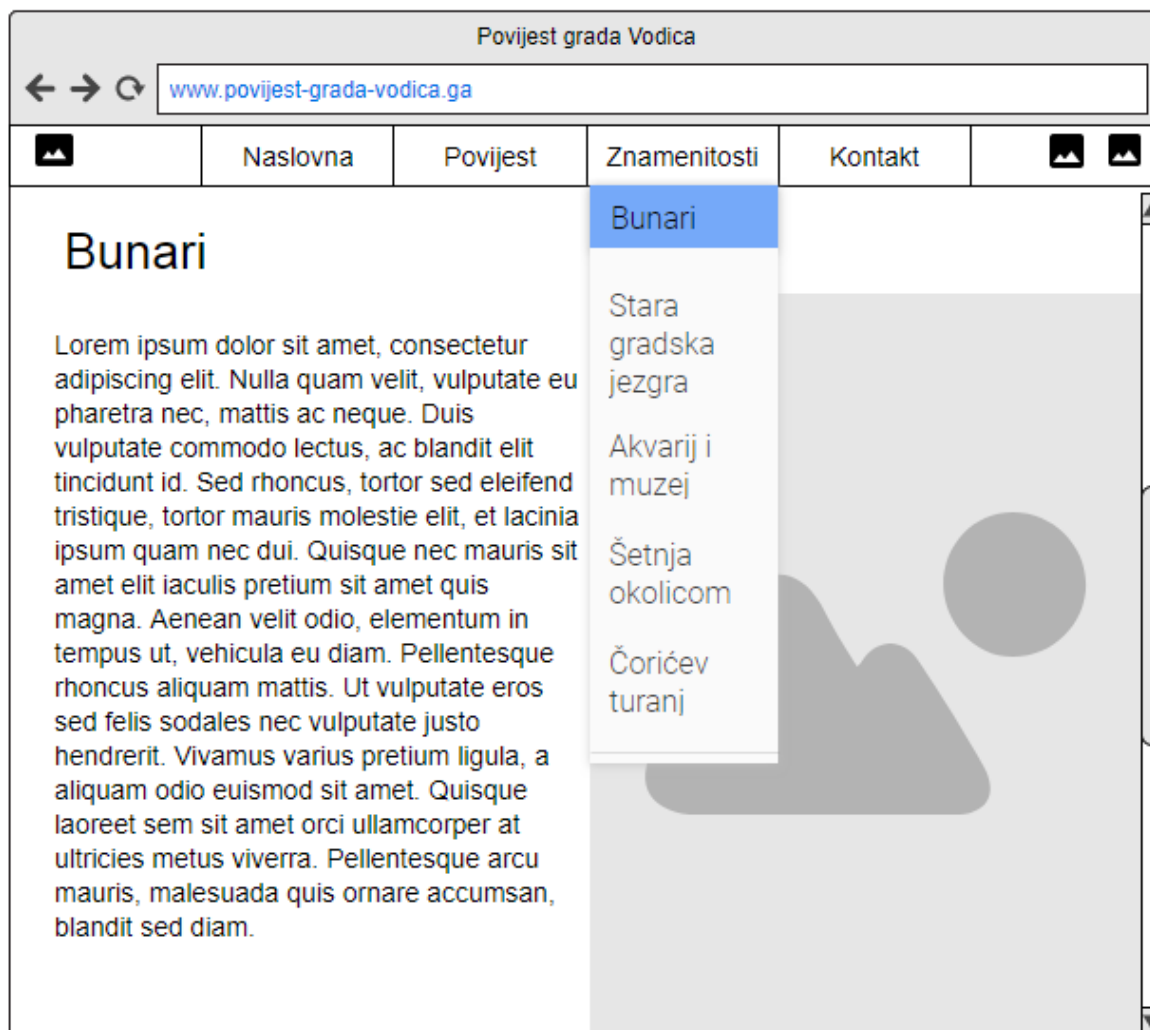 Povijest grada Vodica
www.povijest-grada-vodica.ga
Naslovna
Povijest
Znamenitosti
Kontakt
Bunari
Bunari
Stara
gradska
jezgra
Akvarij i
muzej
Šetnja
okolicom
Čorićev
turanj
Lorem ipsum dolor sit amet, consectetur
adipiscing elit. Nulla quam velit, vulputate eu
pharetra nec, mattis ac neque. Duis
vulputate commodo lectus, ac blandit elit
tincidunt id. Sed rhoncus, tortor sed eleifend
tristique, tortor mauris molestie elit, et lacinia
ipsum quam nec dui. Quisque nec mauris sit
amet elit iaculis pretium sit amet quis
magna. Aenean velit odio, elementum in
tempus ut, vehicula eu diam. Pellentesque
rhoncus aliquam mattis. Ut vulputate eros
sed felis sodales nec vulputate justo
hendrerit. Vivamus varius pretium ligula, a
aliquam odio euismod sit amet. Quisque
laoreet sem sit amet orci ullamcorper at
ultricies metus viverra. Pellentesque arcu
mauris, malesuada quis ornare accumsan,
blandit sed diam.